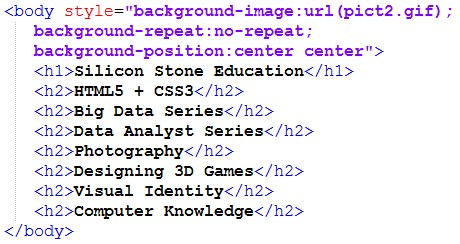 <body style="background-image:url(pict2.gif);
background-repeat:no-repeat;
background-position:center center">
<h1>Silicon Stone Education</h1>
<h2>HTML5 + CSS3</h2>
<h2>Big Data Series</h2>
<h2>Data Analyst Series</h2>
<h2>Photography</h2>
<h2>Designing 3D Games</h2>
<h2>Visual Identity</h2>
<h2>Computer Knowledge</h2>
</body>